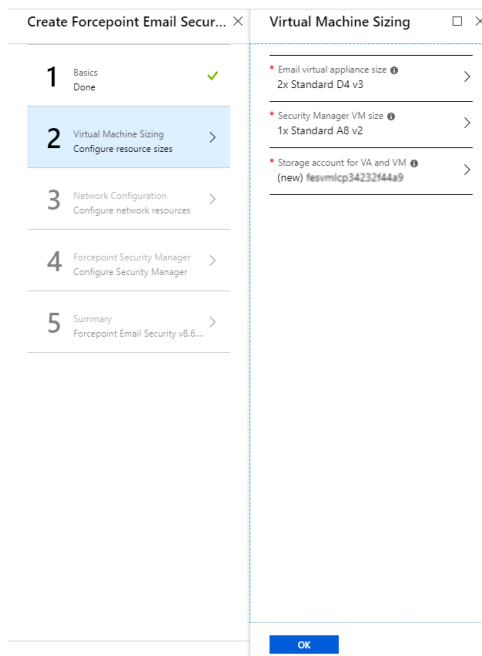 Create Forcepoint Email Secur...
1
Basics
Done
2
Virtual Machine Sizing
Configure resource sizes
3
Network Configuration
Configure network resources
4
Forcepoint Security Manager
Configure Security Manager
5
Summary
Forcepoint Email Security v8.6....
Virtual Machine Sizing
* Email virtual appliance size
2x Standard D4 v3
* Security Manager VM size
1x Standard A8 v2
* Storage account for VA and VM
(new)
OK